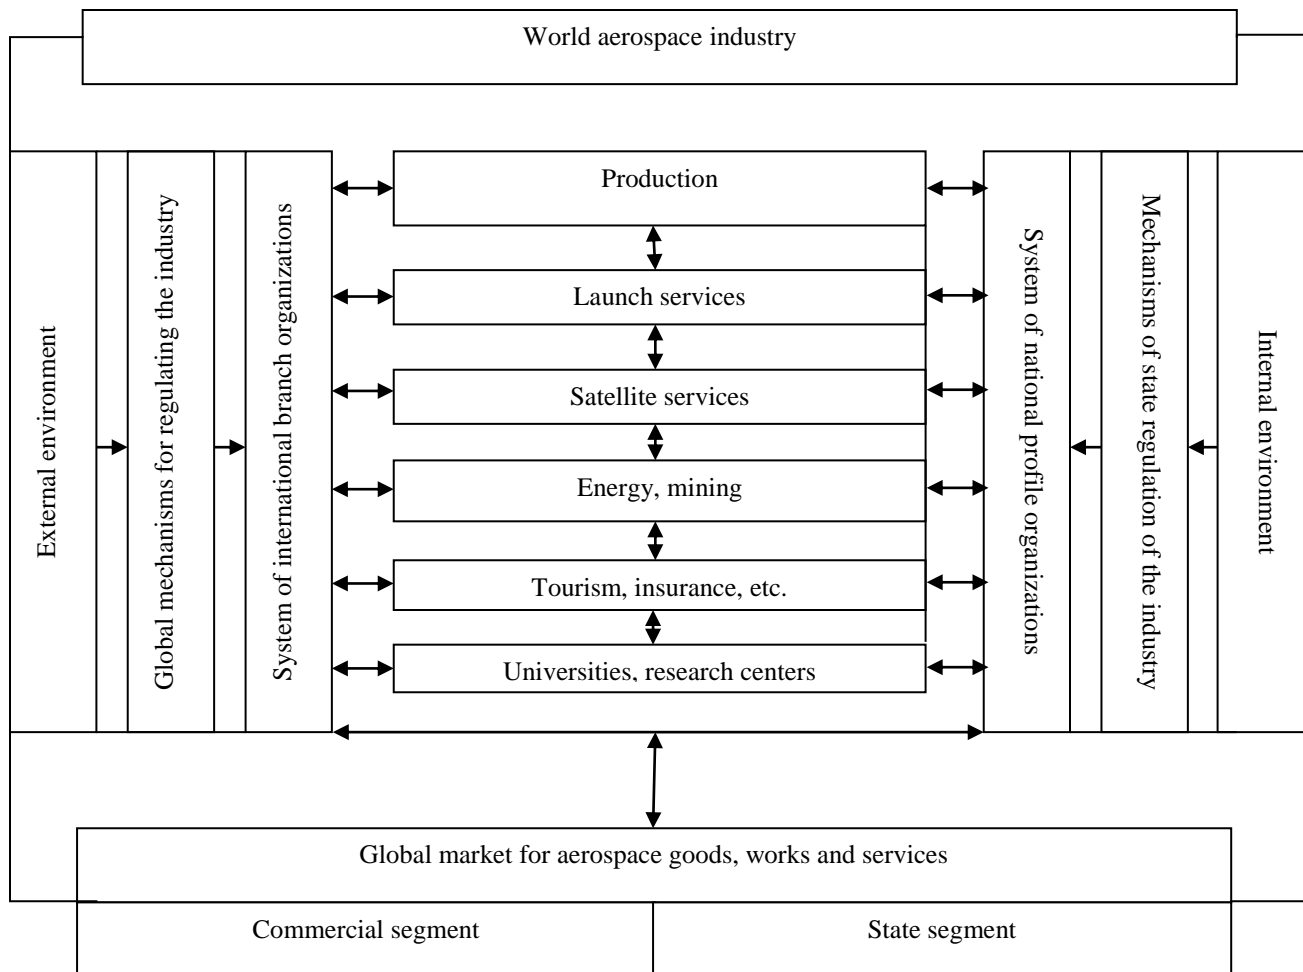 World aerospace industry
External environment
Global mechanisms for regulating the industry
System of international branch organizations
Production
Launch services
Satellite services
Energy, mining
Tourism, insurance, etc.
Universities, research centers
System of national profile organizations
Mechanisms of state regulation of the industry
Internal environment
Global market for aerospace goods, works and services
Commercial segment
State segment